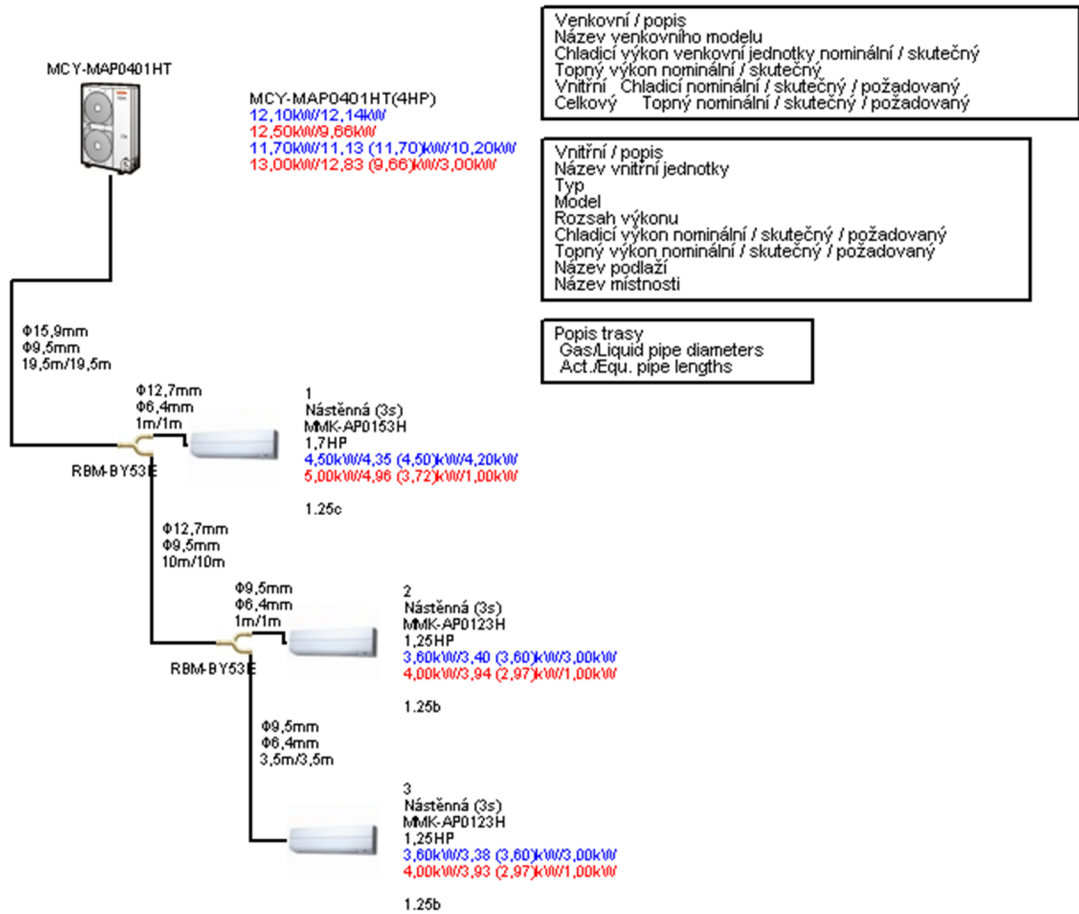 MCY-MAP0401HT
MCY-MAP0401HT(4HP)
12,10kW/12,14kW
12,50kW/9,66kW
11,70kW/11,13 (11,70)kW/10,20kW
13,00kW/12,83 (9,66)kW/3,00kW
Venkovní / popis
Název venkovního modelu
Chladicí výkon venkovní jednotky nominální / skutečný
Topný výkon nominální / skutečný
Vnitřní Chladicí nominální / skutečný / požadovaný
Celkový Topný nominální / skutečný / požadovaný
Vnitřní / popis
Název vnitřní jednotky
Typ
Model
Rozsah výkonu
Chladicí výkon nominální / skutečný / požadovaný
Topný výkon nominální / skutečný / požadovaný
Název podlaží
Název místnosti
Popis trasy
Gas/Liquid pipe diameters
Act./Equ. pipe lengths
Φ15,9mm
Φ9,5mm
19,5m/19,5m
Φ12,7mm
Φ6,4mm
1m/1m
RBM-BY53E
1
Nástěnná (3s)
MMK-AP0153H
1,7HP
4,50kW/4,35 (4,50)kW/4,20kW
5,00kW/4,96 (3,72)kW/1,00kW
1.25c
Φ12,7mm
Φ9,5mm
10m/10m
Φ9,5mm
Φ6,4mm
1m/1m
RBM-BY53E
2
Nástěnná (3s)
MMK-AP0123H
1,25HP
3,60kW/3,40 (3,60)kW/3,00kW
4,00kW/3,94 (2,97)kW/1,00kW
1.25b
Φ9,5mm
Φ6,4mm
3,5m/3,5m
3
Nástěnná (3s)
MMK-AP0123H
1,25HP
3,60kW/3,38 (3,60)kW/3,00kW
4,00kW/3,93 (2,97)kW/1,00kW
1.25b